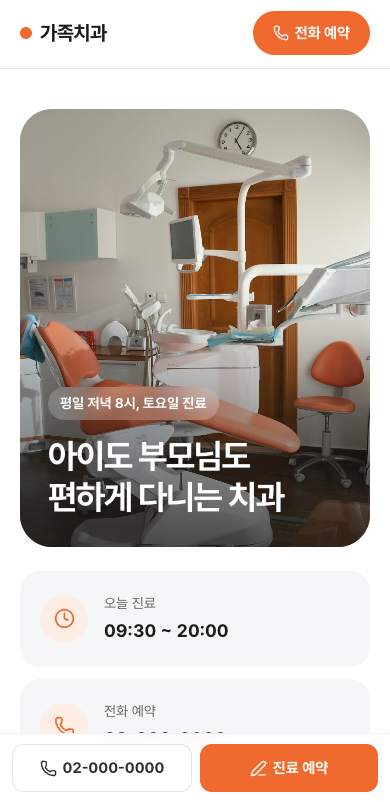 가족치과
전화 예약
평일 저녁 8시, 토요일 진료
아이도 부모님도
편하게 다니는 치과
오늘 진료
09:30 ~ 20:00
전화 예약
02-000-0000
진료 예약